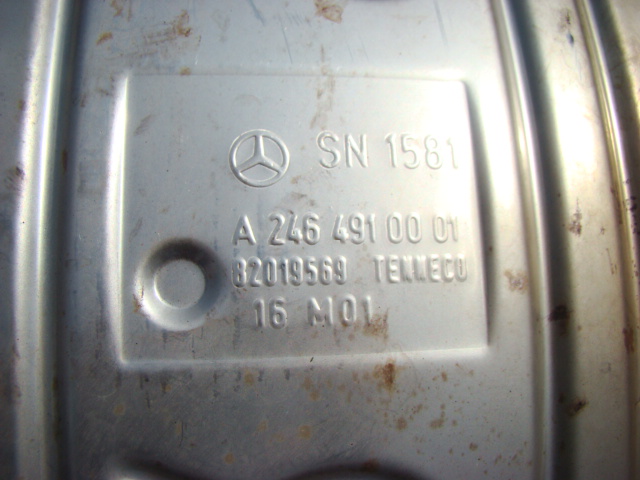 SN 1581
A 246 491 00 01
82019569 TENNECO
16 M01